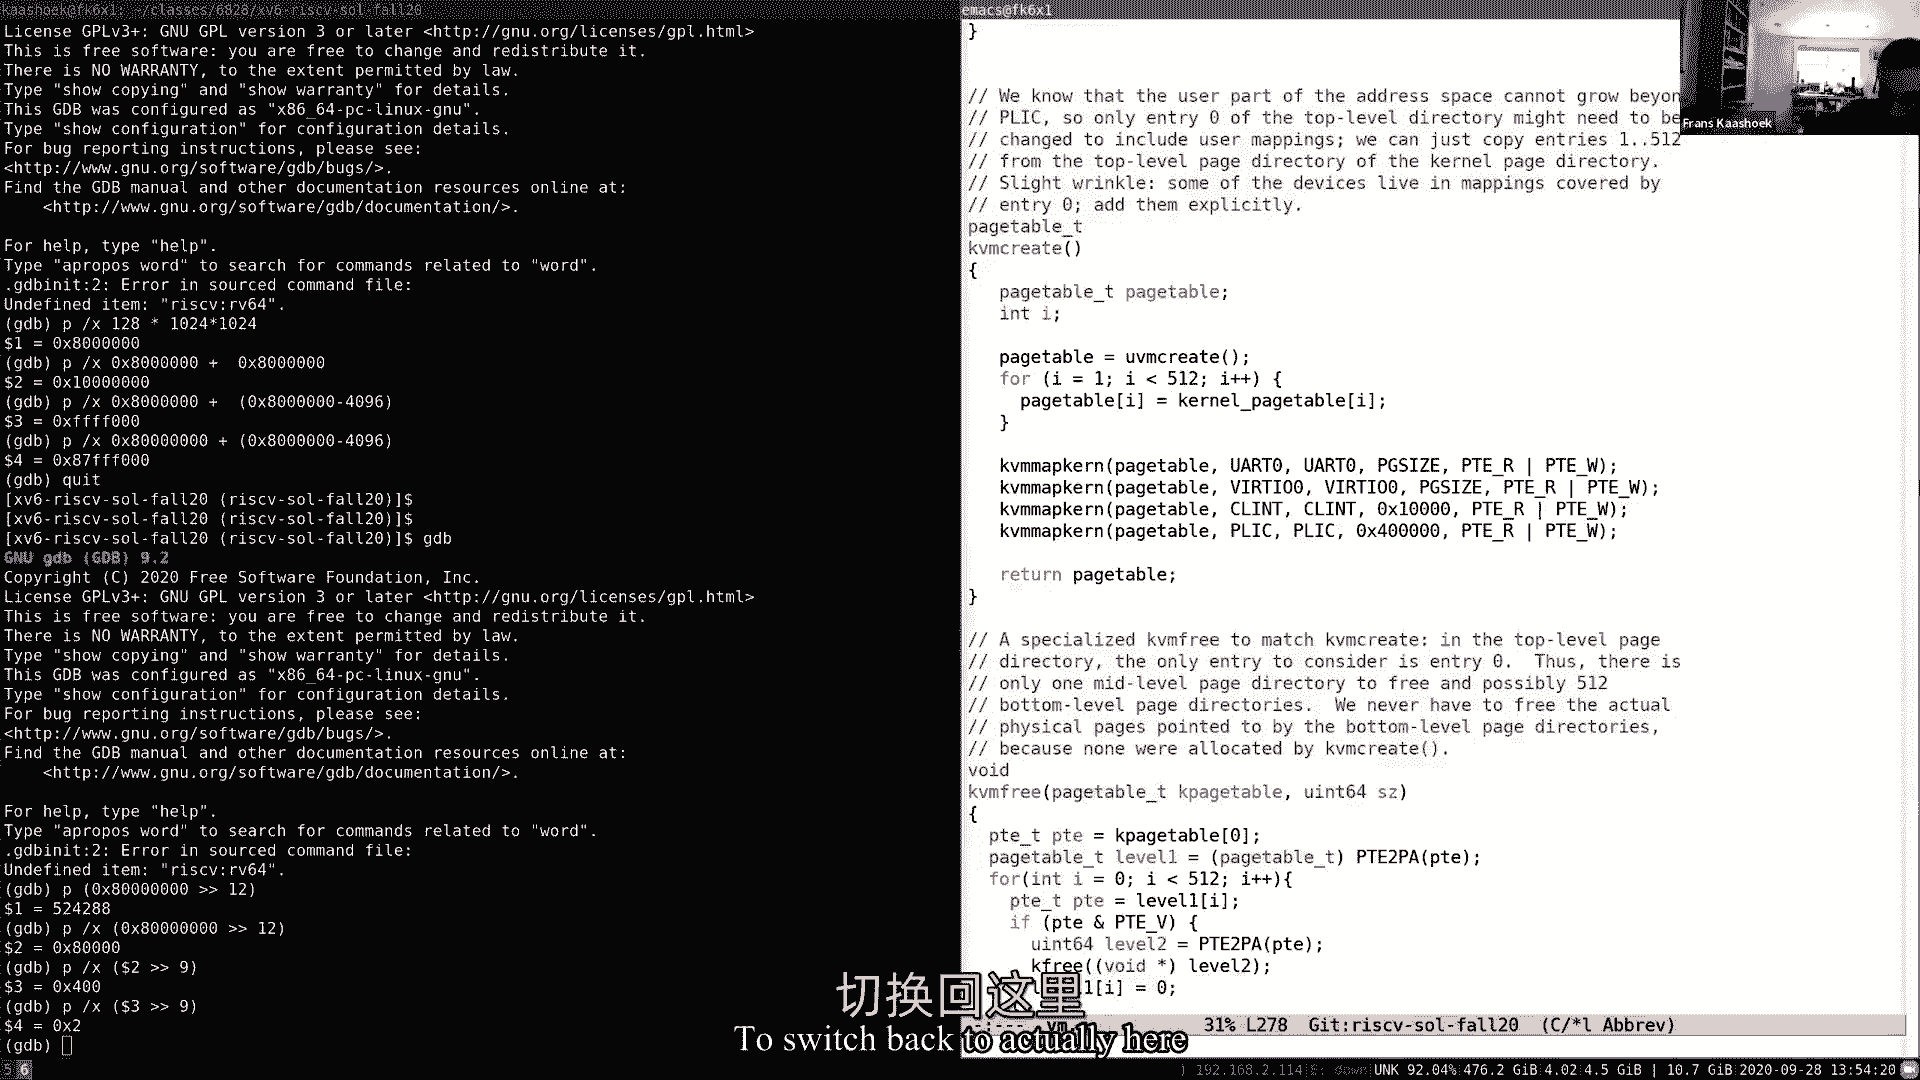 kaashoek@fk6x1: ~/classes/6828/xv6-riscv-sol-fall20
License GPLv3+: GNU GPL version 3 or later <http://gnu.org/licenses/gpl.html>
This is free software: you are free to change and redistribute it.
There is NO WARRANTY, to the extent permitted by law.
Type "show copying" and "show warranty" for details.
This GDB was configured as "x86_64-pc-linux-gnu".
Type "show configuration" for configuration details.
For bug reporting instructions, please see:
<http://www.gnu.org/software/gdb/bugs/>.
Find the GDB manual and other documentation resources online at:
    <http://www.gnu.org/software/gdb/documentation/>.
For help, type "help".
Type "apropos word" to search for commands related to "word".
.gdbinit:2: Error in sourced command file:
Undefined item: "riscv:rv64".
(gdb) p /x 128 * 1024*1024
$1 = 0x8000000
(gdb) p /x 0x8000000 +  0x8000000
$2 = 0x10000000
(gdb) p /x 0x8000000 +  (0x8000000-4096)
$3 = 0xffff000
(gdb) p /x 0x80000000 + (0x8000000-4096)
$4 = 0x87fff000
(gdb) quit
[xv6-riscv-sol-fall20 (riscv-sol-fall20)]$
[xv6-riscv-sol-fall20 (riscv-sol-fall20)]$
[xv6-riscv-sol-fall20 (riscv-sol-fall20)]$ gdb
GNU gdb (GDB) 9.2
Copyright (C) 2020 Free Software Foundation, Inc.
License GPLv3+: GNU GPL version 3 or later <http://gnu.org/licenses/gpl.html>
This is free software: you are free to change and redistribute it.
There is NO WARRANTY, to the extent permitted by law.
Type "show copying" and "show warranty" for details.
This GDB was configured as "x86_64-pc-linux-gnu".
Type "show configuration" for configuration details.
For bug reporting instructions, please see:
<http://www.gnu.org/software/gdb/bugs/>.
Find the GDB manual and other documentation resources online at:
    <http://www.gnu.org/software/gdb/documentation/>.
For help, type "help".
Type "apropos word" to search for commands related to "word".
.gdbinit:2: Error in sourced command file:
Undefined item: "riscv:rv64".
(gdb) p (0x80000000 >> 12)
$1 = 524288
(gdb) p /x (0x80000000 >> 12)
$2 = 0x80000
(gdb) p /x ($2 >> 9)
$3 = 0x400
(gdb) p /x ($3 >> 9)
$4 = 0x2
(gdb)
emacs@fk6x1
}
// We know that the user part of the address space cannot grow beyon
// PLIC, so only entry 0 of the top-level directory might need to be
// changed to include user mappings; we can just copy entries 1..512
// from the top-level page directory of the kernel page directory.
// Slight wrinkle: some of the devices live in mappings covered by
// entry 0; add them explicitly.
pagetable_t
kvmcreate()
{
   pagetable_t pagetable;
   int i;
   pagetable = uvmcreate();
   for (i = 1; i < 512; i++) {
     pagetable[i] = kernel_pagetable[i];
   }
   kvmmapkern(pagetable, UART0, UART0, PGSIZE, PTE_R | PTE_W);
   kvmmapkern(pagetable, VIRTIO0, VIRTIO0, PGSIZE, PTE_R | PTE_W);
   kvmmapkern(pagetable, CLINT, CLINT, 0x10000, PTE_R | PTE_W);
   kvmmapkern(pagetable, PLIC, PLIC, 0x400000, PTE_R | PTE_W);
   return pagetable;
}
// A specialized kvmfree to match kvmcreate: in the top-level page
// directory, the only entry to consider is entry 0.  Thus, there is
// only one mid-level page directory to free and possibly 512
// bottom-level page directories.  We never have to free the actual
// physical pages pointed to by the bottom-level page directories,
// because none were allocated by kvmcreate().
void
kvmfree(pagetable_t kpagetable, uint64 sz)
{
  pte_t pte = kpagetable[0];
  pagetable_t level1 = (pagetable_t) PTE2PA(pte);
  for(int i = 0; i < 512; i++){
    pte_t pte = level1[i];
    if (pte & PTE_V) {
      uint64 level2 = PTE2PA(pte);
      kfree((void *) level2);
      [i] = 0;
31% L278  Git:riscv-sol-fall20  (C/*l Abbrev)
Frans Kaashoek
切换回这里
To switch back to actually here
5 6
192.168.2.114 down UNK 92.04% 476.2 GiB 4.02 4.5 GiB | 10.7 GiB 2020-09-28 13:54:20